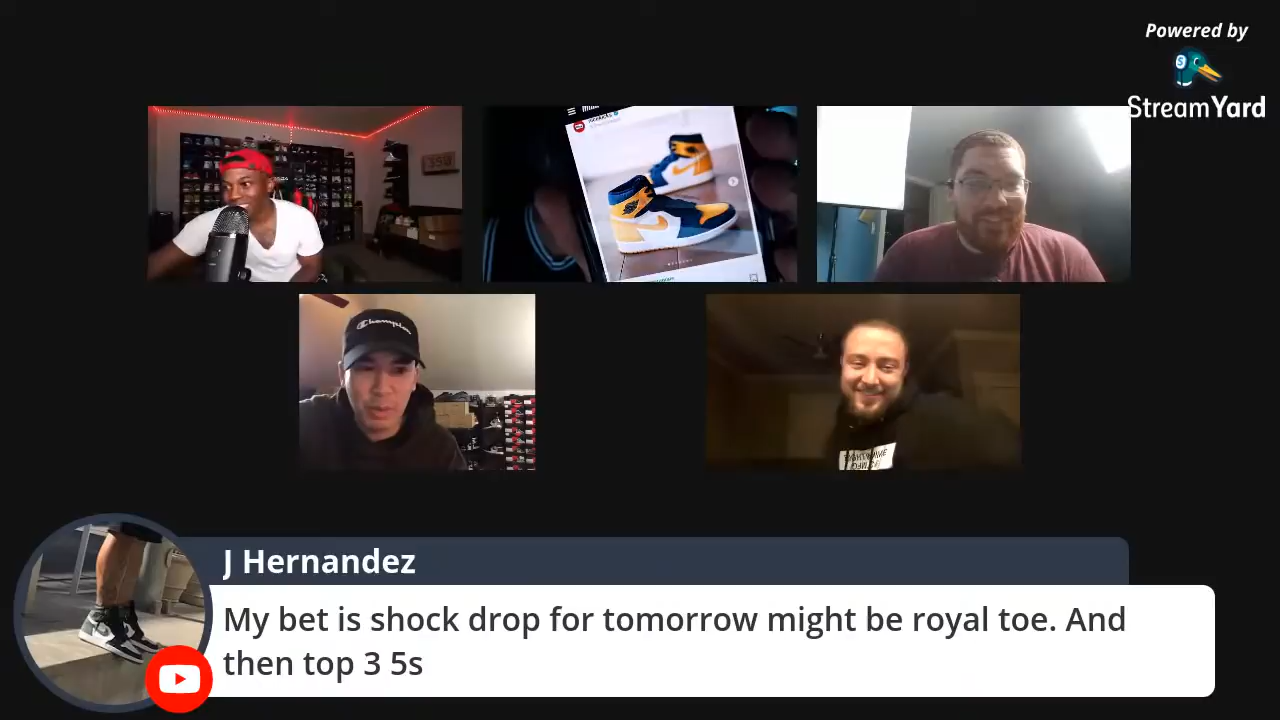 Powered by
StreamYard
Champion
J Hernandez
My bet is shock drop for tomorrow might be royal toe. And
then top 3 5s